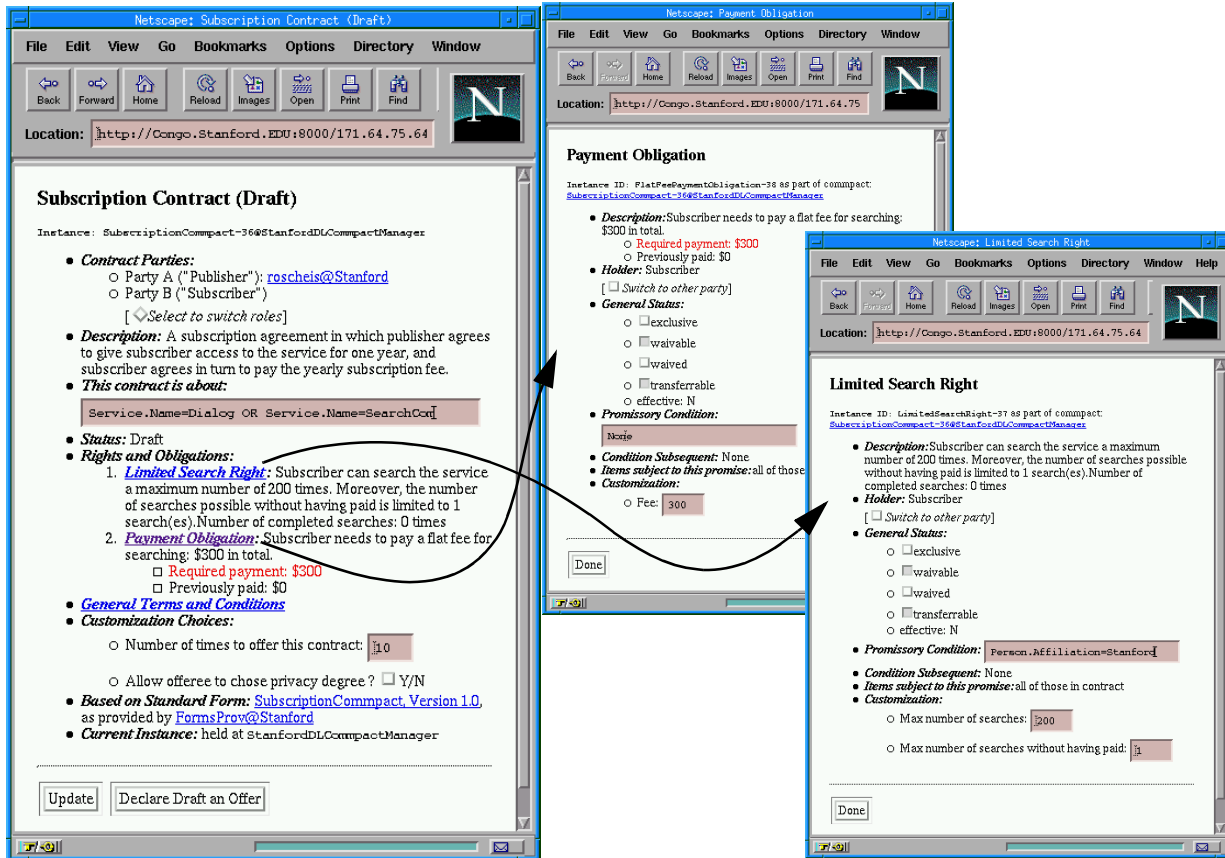 Netscape: Subscription Contract (Draft)
File Edit View Go Bookmarks Options Directory Window
Back Forward Home Reload Images Open Print Find
N
Location: http://Congo.Stanford.EDU:8000/171.64.75.64
Subscription Contract (Draft)
Instance: SubscriptionCommpact-36@StanfordDLCommpactManager
Contract Parties:
Party A ("Publisher"): roscheis@Stanford
Party B ("Subscriber")
[ Select to switch roles]
Description: A subscription agreement in which publisher agrees
to give subscriber access to the service for one year, and
subscriber agrees in turn to pay the yearly subscription fee.
This contract is about:
Service.Name=Dialog OR Service.Name=SearchCom
Status: Draft
Rights and Obligations:
1. Limited Search Right: Subscriber can search the service
a maximum number of 200 times. Moreover, the number
of searches possible without having paid is limited to 1
search(es).Number of completed searches: 0 times
2. Payment Obligation: Subscriber needs to pay a flat fee for
searching: $300 in total.
Required payment: $300
Previously paid: $0
General Terms and Conditions
Customization Choices:
Number of times to offer this contract: 10
Allow offeree to chose privacy degree? Y/N
Based on Standard Form: SubscriptionCommpact, Version 1.0,
as provided by FormsProv@Stanford
Current Instance: held at StanfordDLCommpactManager
Update Declare Draft an Offer
Netscape: Payment Obligation
File Edit View Go Bookmarks Options Directory Window
Back Forward Home Reload Images Open Print Find
N
Location: http://Congo.Stanford.EDU:8000/171.64.75
Payment Obligation
Instance ID: FlatFeePaymentObligation-38 as part of commpact:
SubscriptionCommpact-36@StanfordDLCommpactManager
Description:Subscriber needs to pay a flat fee for searching:
$300 in total.
Required payment: $300
Previously paid: $0
Holder: Subscriber
[ Switch to other party]
General Status:
exclusive
waivable
waived
transferrable
effective: N
Promissory Condition:
None
Condition Subsequent: None
Items subject to this promise:all of those
Customization:
Fee: 300
Done
Netscape: Limited Search Right
File Edit View Go Bookmarks Options Directory Window Help
Back Forward Home Reload Images Open Print Find
N
Location: http://Congo.Stanford.EDU:8000/171.64.75.64
Limited Search Right
Instance ID: LimitedSearchRight-37 as part of commpact:
SubscriptionCommpact-36@StanfordDLCommpactManager
Description:Subscriber can search the service a maximum
number of 200 times. Moreover, the number of searches possible
without having paid is limited to 1 search(es).Number of
completed searches: 0 times
Holder: Subscriber
[ Switch to other party]
General Status:
exclusive
waivable
waived
transferrable
effective: N
Promissory Condition: Person.Affiliation=Stanford
Condition Subsequent: None
Items subject to this promise:all of those in contract
Customization:
Max number of searches: 200
Max number of searches without having paid: 1
Done